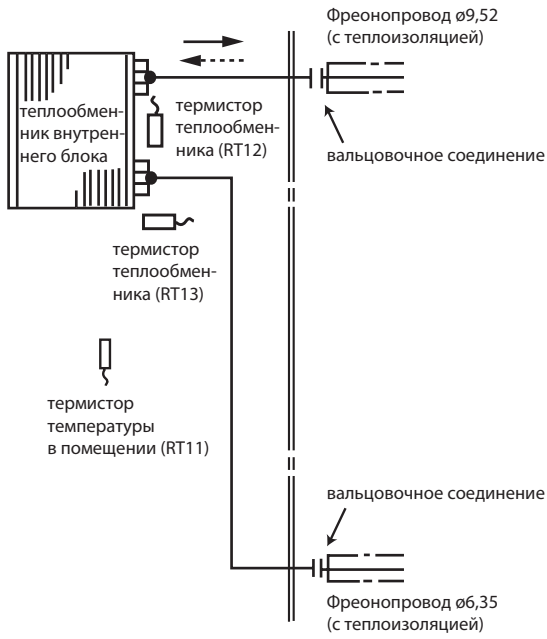 Фреонопровод ø9,52
(с теплоизоляцией)
теплообмен-
ник внутрен-
него блока
термистор
теплообмен-
ника (RT12)
вальцовочное соединение
термистор
теплообмен-
ника (RT13)
термистор
температуры
в помещении (RT11)
вальцовочное соединение
Фреонопровод ø6,35
(с теплоизоляцией)